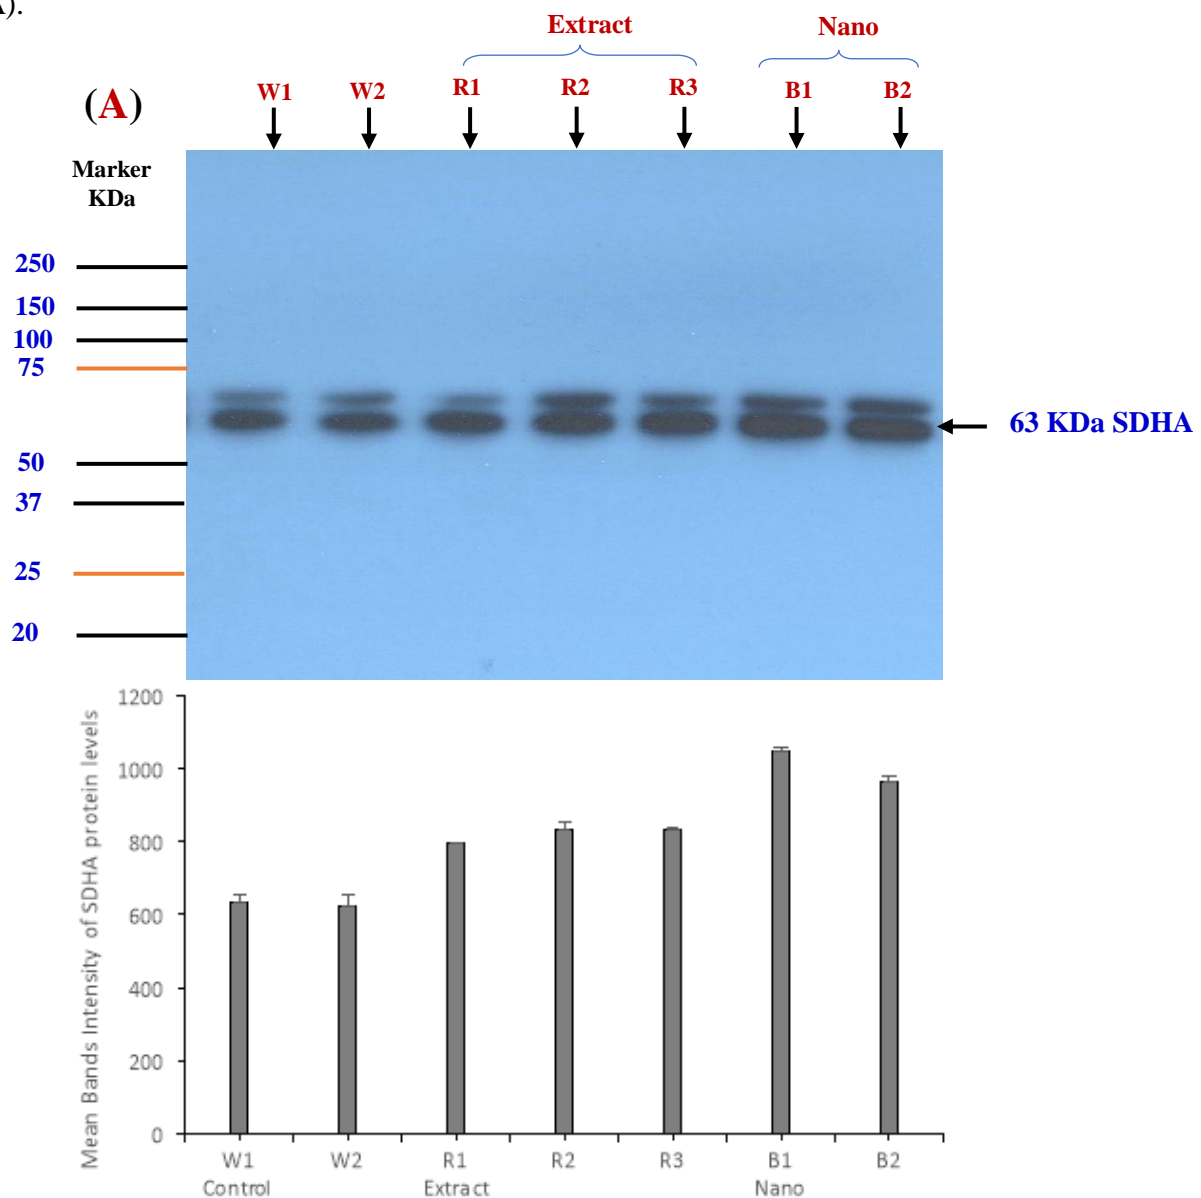 A).
Extract Nano
(A) W1 W2 R1 R2 R3 B1 B2
Marker
KDa
250
150
100
75
63 KDa SDHA
50
37
25
20
Mean Bands Intensity of SDHA protein levels
1200
1000
800
600
400
200
0
W1 W2 R1 R2 R3 B1 B2
Control Extract Nano